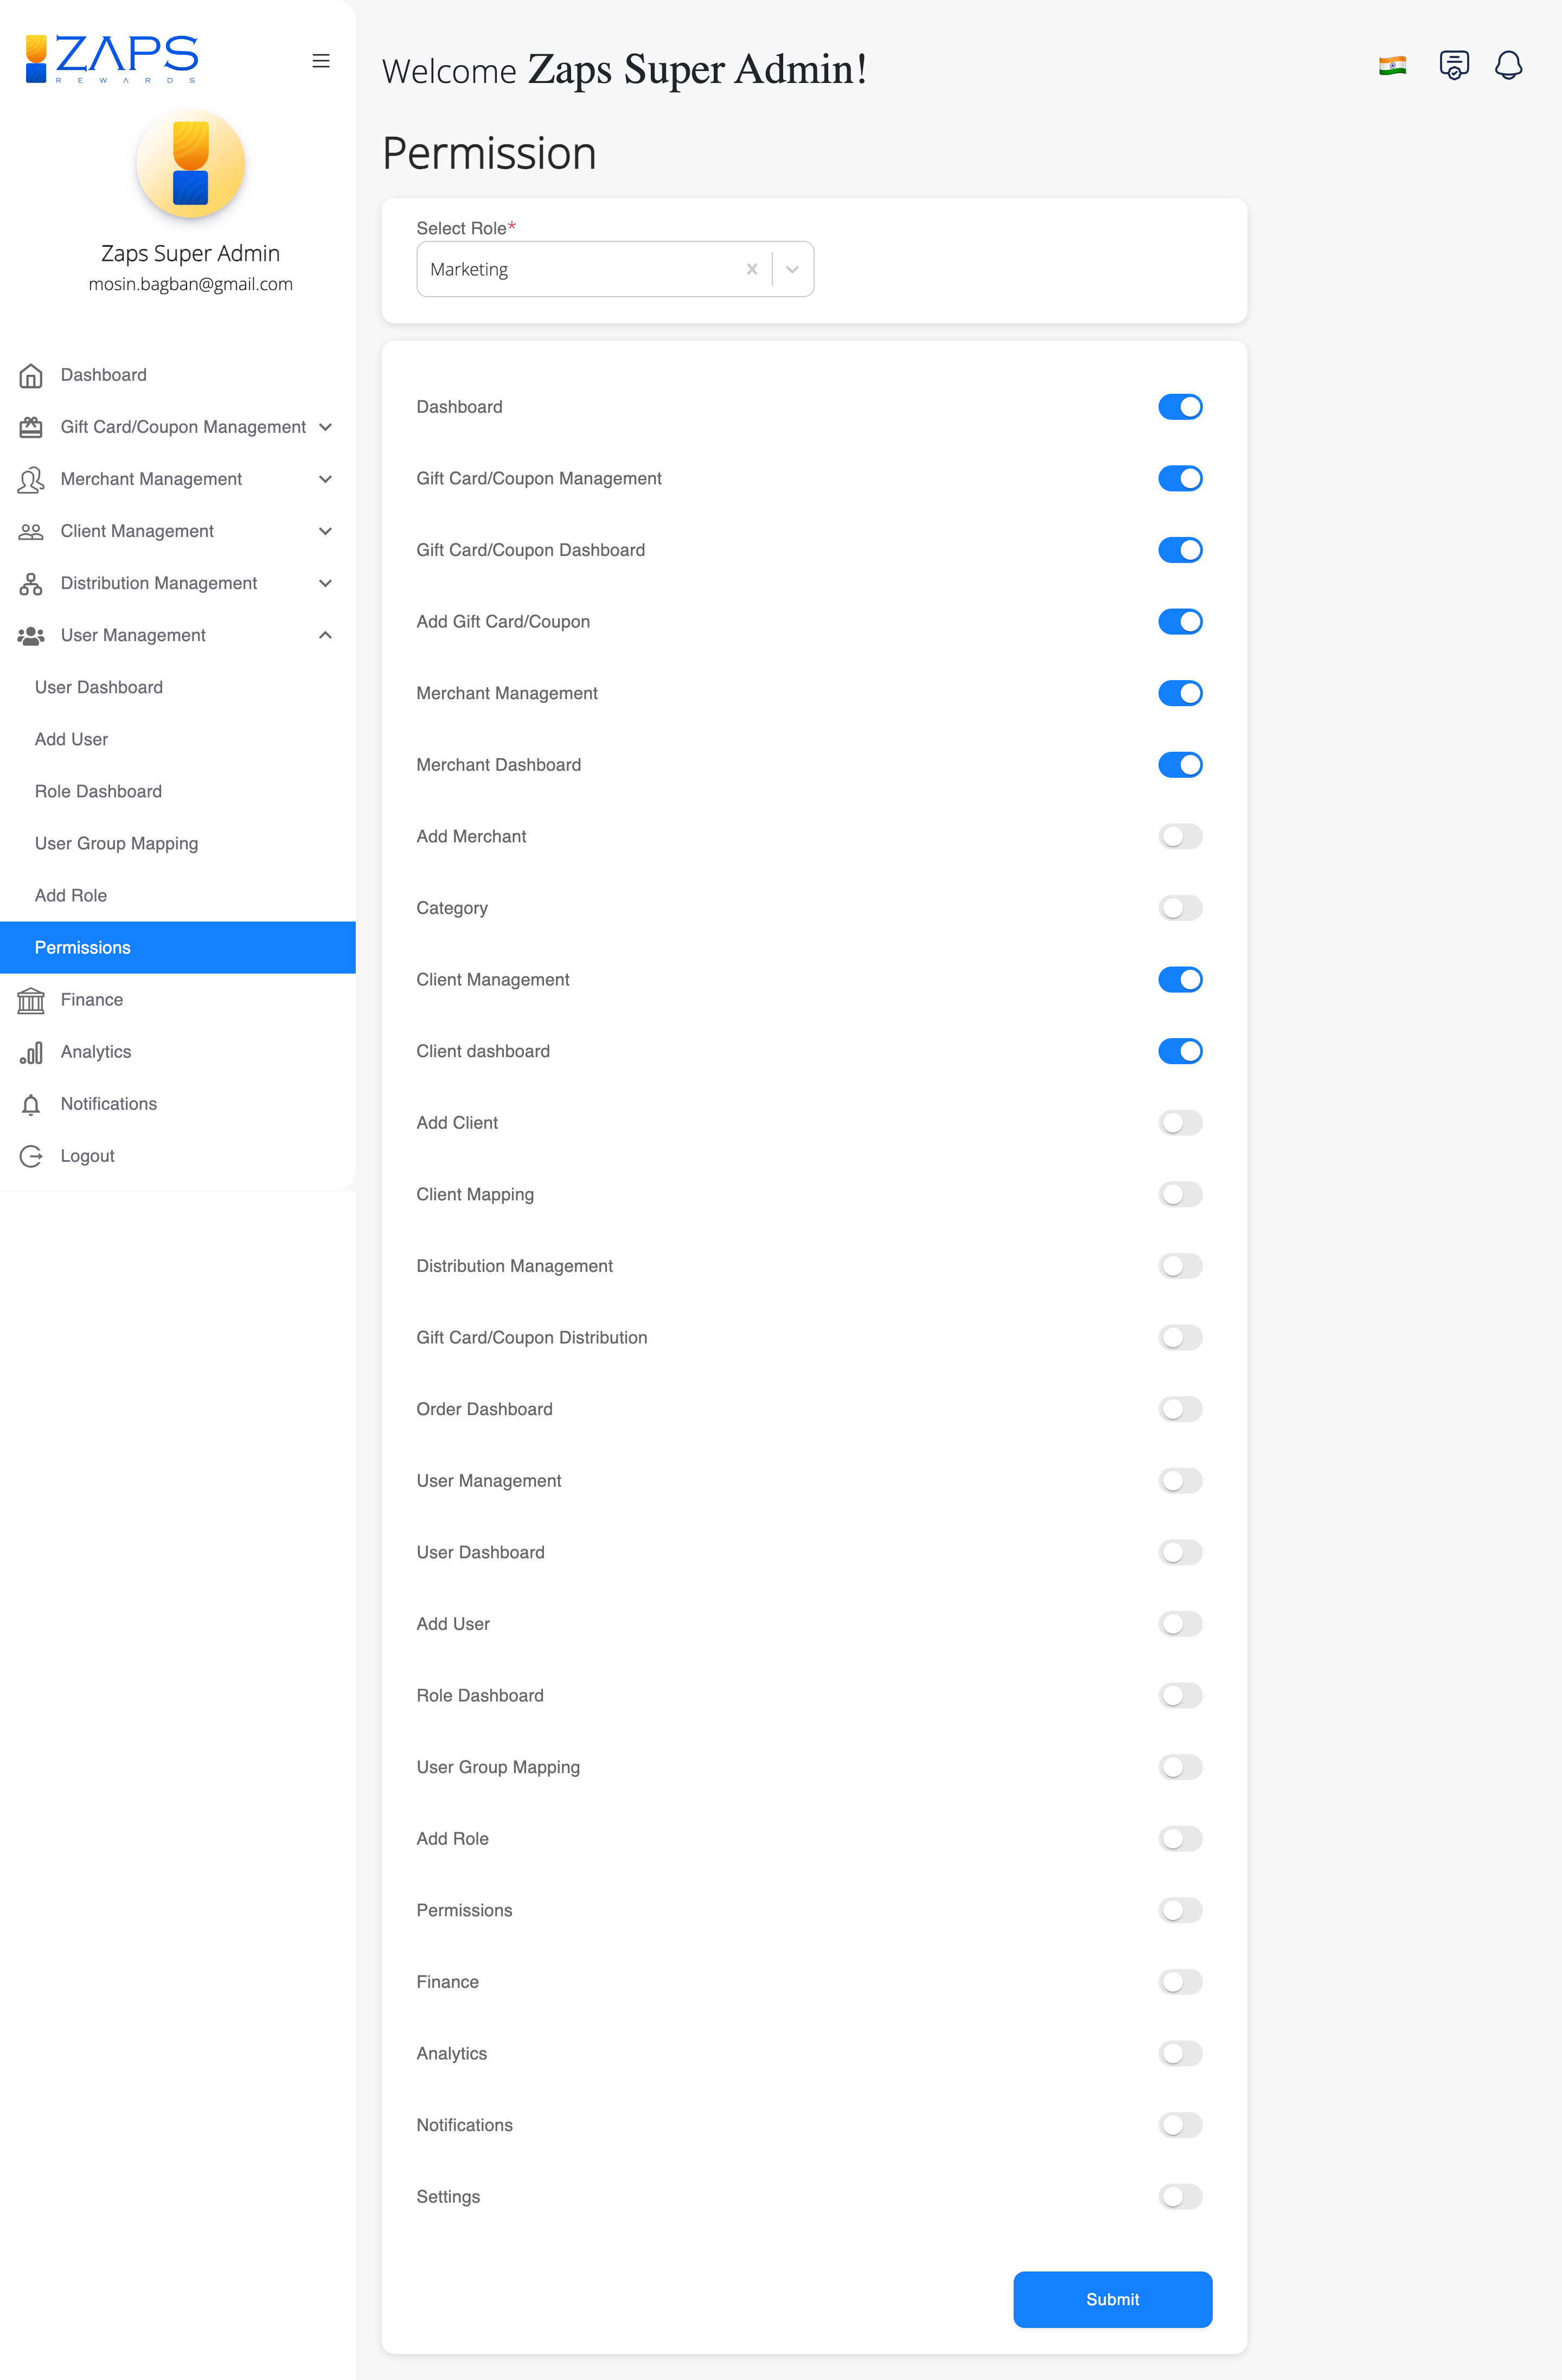 ZAPS
REWARDS
Zaps Super Admin
mosin.bagban@gmail.com
Dashboard
Gift Card/Coupon Management
Merchant Management
Client Management
Distribution Management
User Management
User Dashboard
Add User
Role Dashboard
User Group Mapping
Add Role
Permissions
Finance
Analytics
Notifications
Logout
Welcome Zaps Super Admin!
Permission
Select Role*
Marketing
Dashboard
Gift Card/Coupon Management
Gift Card/Coupon Dashboard
Add Gift Card/Coupon
Merchant Management
Merchant Dashboard
Add Merchant
Category
Client Management
Client dashboard
Add Client
Client Mapping
Distribution Management
Gift Card/Coupon Distribution
Order Dashboard
User Management
User Dashboard
Add User
Role Dashboard
User Group Mapping
Add Role
Permissions
Finance
Analytics
Notifications
Settings
Submit